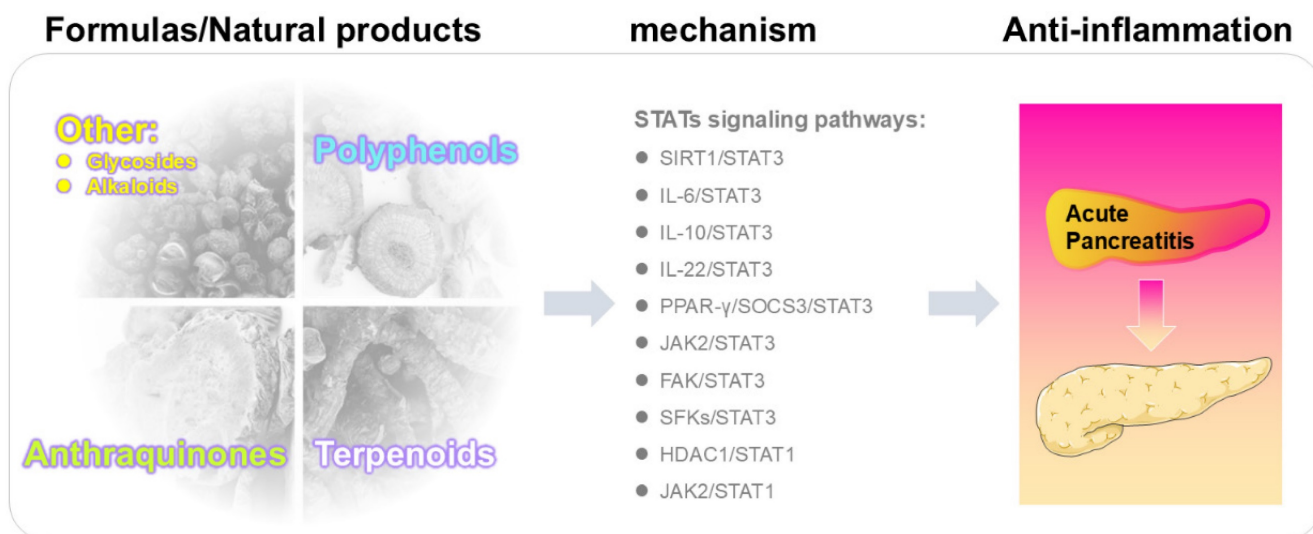 Formulas/Natural products
mechanism
Anti-inflammation
Other:
● Glycosides
● Alkaloids
Polyphenols
Anthraquinones
Terpenoids
STATs signaling pathways:
● SIRT1/STAT3
● IL-6/STAT3
● IL-10/STAT3
● IL-22/STAT3
● PPAR-γ/SOCS3/STAT3
● JAK2/STAT3
● FAK/STAT3
● SFKs/STAT3
● HDAC1/STAT1
● JAK2/STAT1
Acute
Pancreatitis